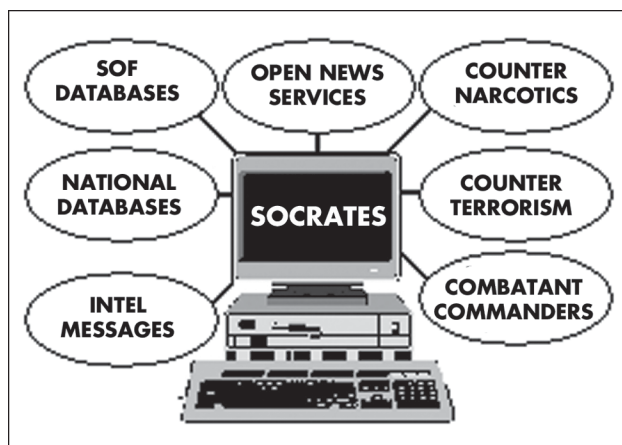 SOF
DATABASES
OPEN NEWS
SERVICES
COUNTER
NARCOTICS
NATIONAL
DATABASES
SOCRATES
COUNTER
TERRORISM
INTEL
MESSAGES
COMBATANT
COMMANDERS